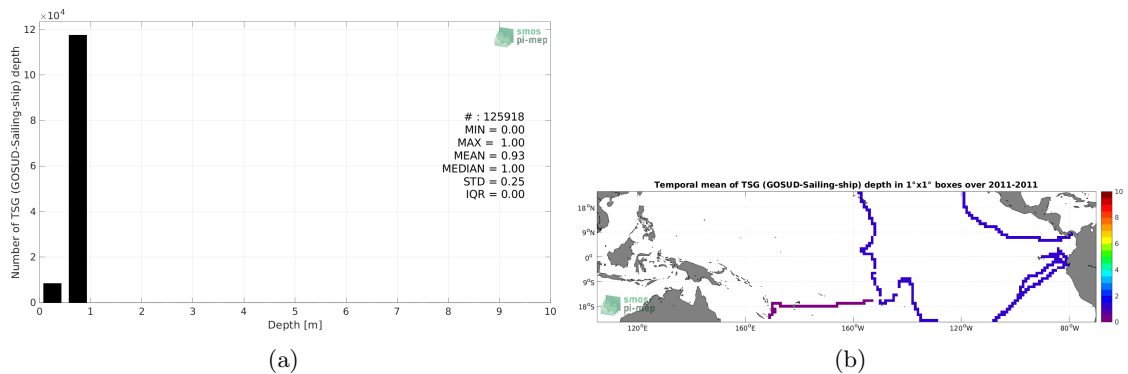 ×10⁴
12
10
8
6
4
2
0
Number of TSG (GOSUD-Sailing-ship) depth
smos
pi-mep
# : 125918
MIN = 0.00
MAX = 1.00
MEAN = 0.93
MEDIAN = 1.00
STD = 0.25
IQR = 0.00
0 1 2 3 4 5 6 7 8 9 10
Depth [m]
(a)
Temporal mean of TSG (GOSUD-Sailing-ship) depth in 1°x1° boxes over 2011-2011
18°N
9°N
0°
9°S
18°S
smos
pi-mep
120°E 160°E 160°W 120°W 80°W
10
8
6
4
2
0
(b)